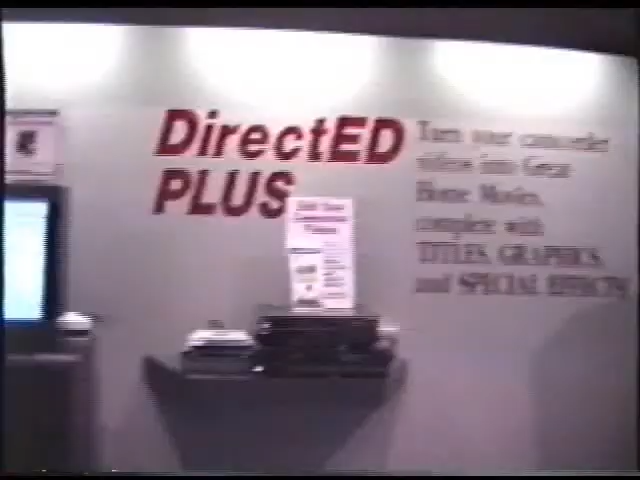 DirectED
PLUS
Turn your camcorder
videos into Great
Home Movies,
complete with
TITLES, GRAPHICS
and SPECIAL EFFECTS